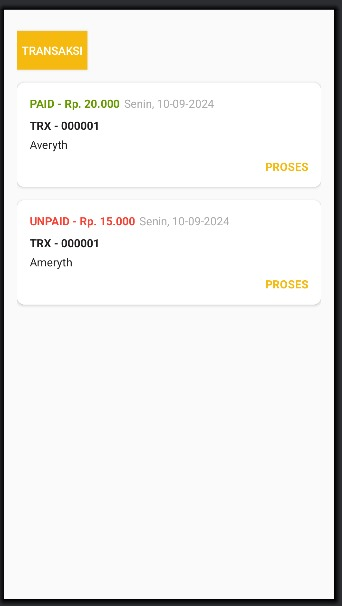 TRANSAKSI
PAID - Rp. 20.000 Senin, 10-09-2024
TRX - 000001
Averyth
PROSES
UNPAID - Rp. 15.000 Senin, 10-09-2024
TRX - 000001
Ameryth
PROSES